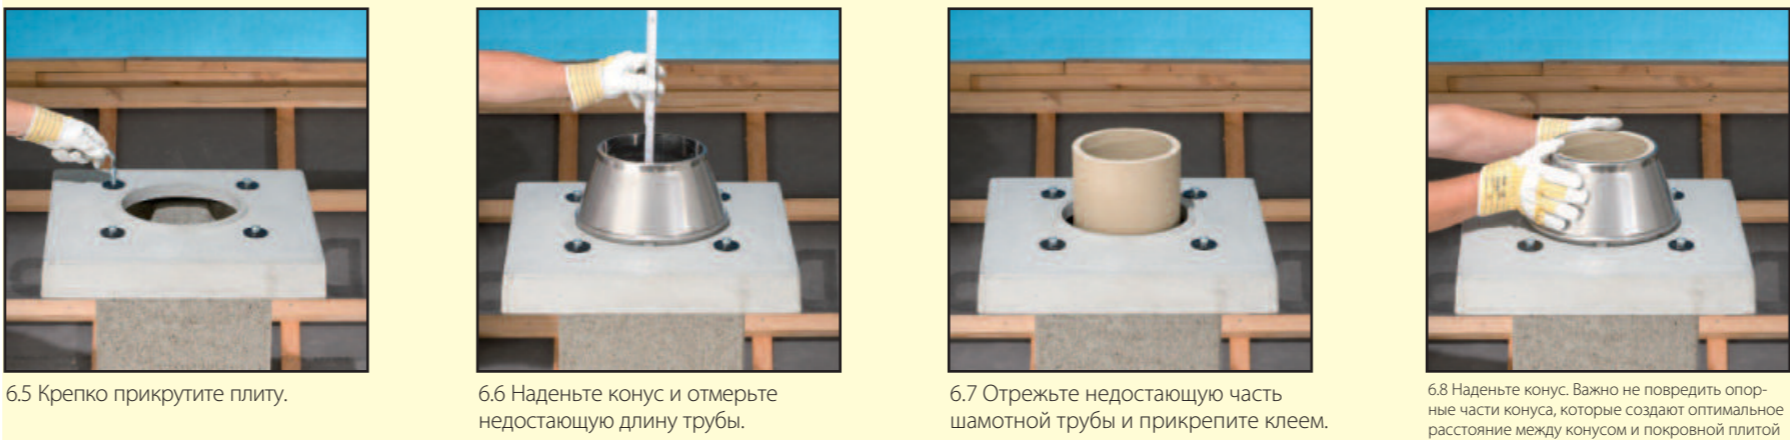 6.5 Крепко прикрутите плиту.
6.6 Наденьте конус и отмерьте
недостающую длину трубы.
6.7 Отрежьте недостающую часть
шамотной трубы и прикрепите клеем.
6.8 Наденьте конус. Важно не повредить опор-
ные части конуса, которые создают оптимальное
расстояние между конусом и покровной плитой